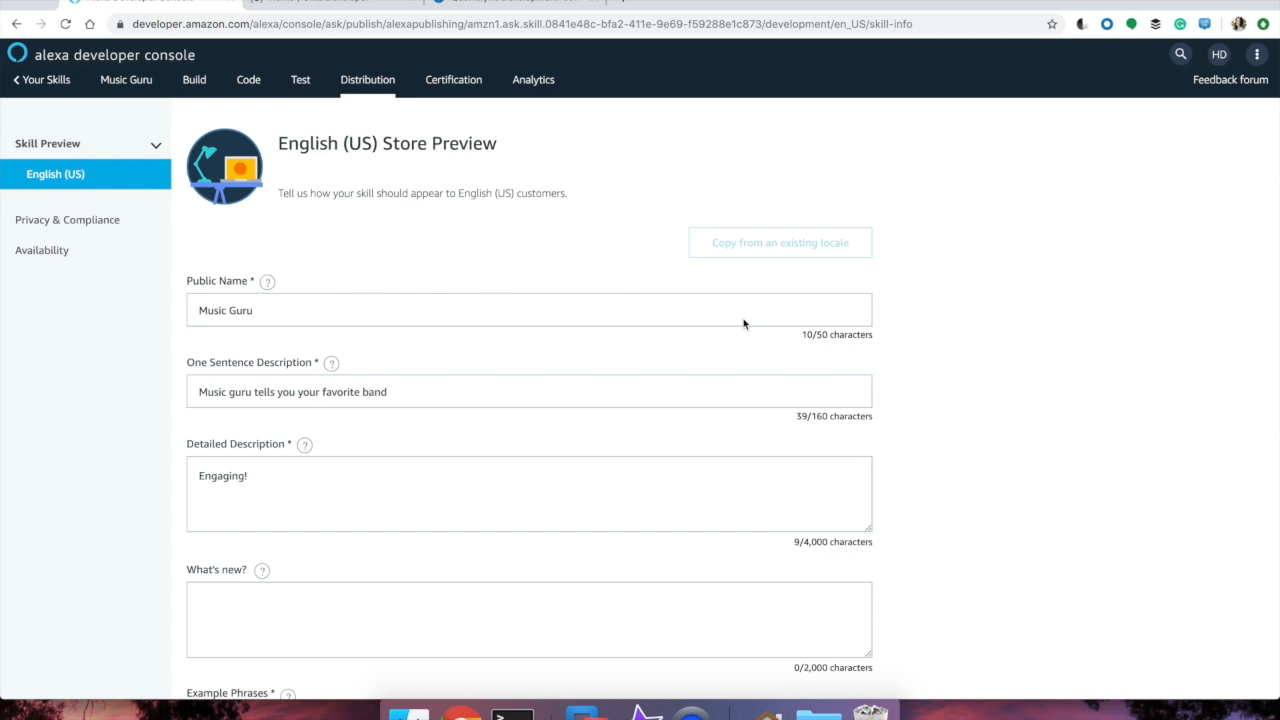 developer.amazon.com/alexa/console/ask/publish/alexapublishing/amzn1.ask.skill.0841e48c-bfa2-411e-9e69-f59288e1c873/development/en_US/skill-info
alexa developer console
HD
Your Skills
Music Guru
Build
Code
Test
Distribution
Certification
Analytics
Feedback forum
Skill Preview
English (US)
Privacy & Compliance
Availability
English (US) Store Preview
Tell us how your skill should appear to English (US) customers.
Copy from an existing locale
Public Name * ?
Music Guru
10/50 characters
One Sentence Description * ?
Music guru tells you your favorite band
39/160 characters
Detailed Description * ?
Engaging!
9/4,000 characters
What's new? ?
0/2,000 characters
Example Phrases * ?